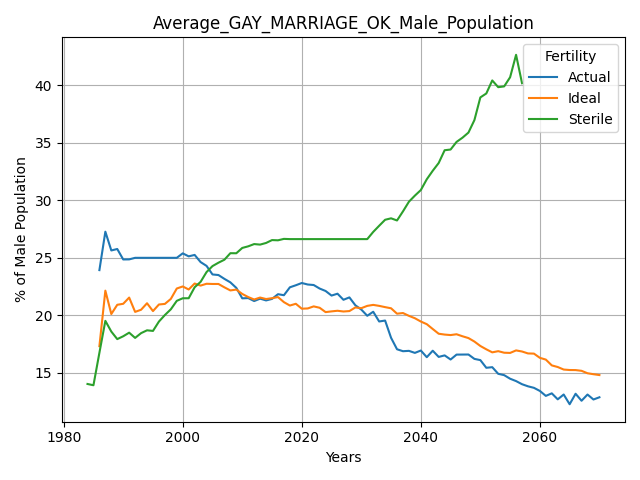 Average_GAY_MARRIAGE_OK_Male_Population
% of Male Population
40
35
30
25
20
15
Fertility
Actual
Ideal
Sterile
1980
2000
2020
2040
2060
Years